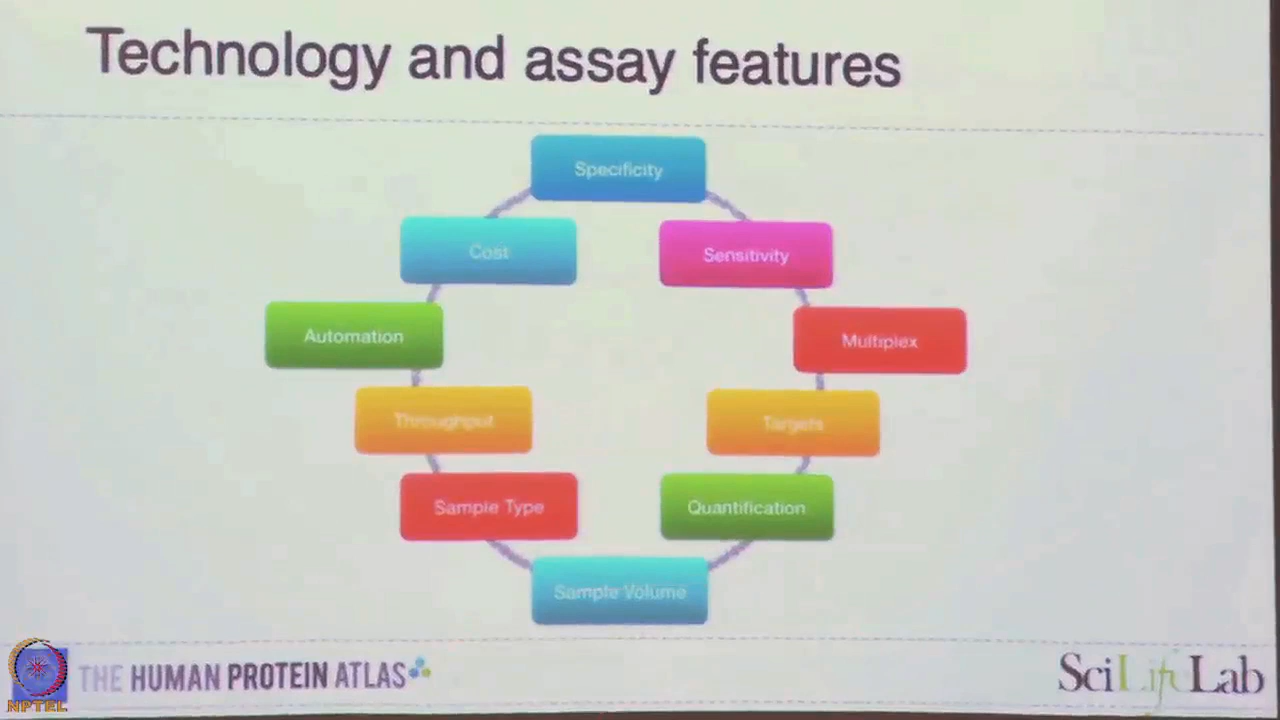 Technology and assay features
Specificity
Cost
Sensitivity
Automation
Multiplex
Throughput
Targets
Sample Type
Quantification
Sample Volume
NPTEL
THE HUMAN PROTEIN ATLAS
SciLifeLab